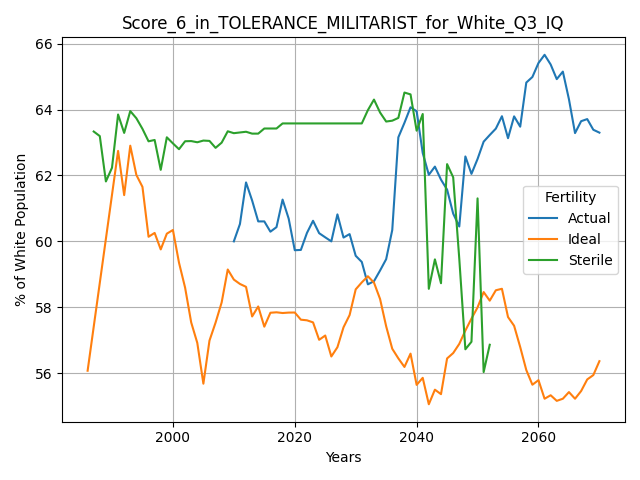 Score_6_in_TOLERANCE_MILITARIST_for_White_Q3_IQ
% of White Population
66
64
62
60
58
56
Fertility
Actual
Ideal
Sterile
2000
2020
2040
2060
Years